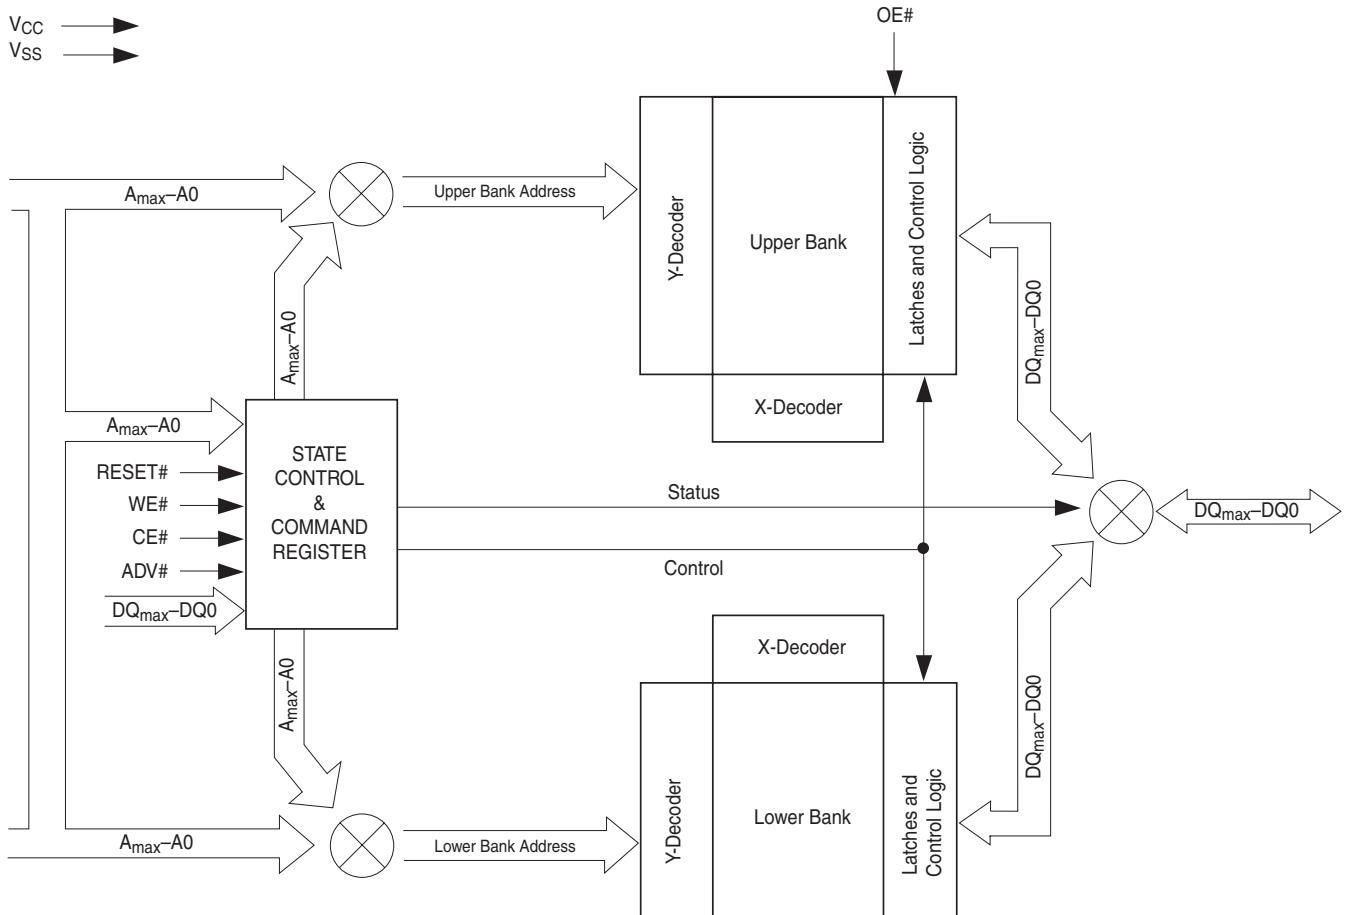 VCC
VSS
OE#
Amax–A0
Upper Bank Address
Y-Decoder
Upper Bank
Latches and Control Logic
X-Decoder
DQmax–DQ0
Amax–A0
Amax–A0
RESET#
WE#
CE#
ADV#
DQmax–DQ0
STATE
CONTROL
&
COMMAND
REGISTER
Status
Control
DQmax–DQ0
Amax–A0
X-Decoder
Y-Decoder
Lower Bank
Latches and
Control Logic
DQmax–DQ0
Amax–A0
Lower Bank Address